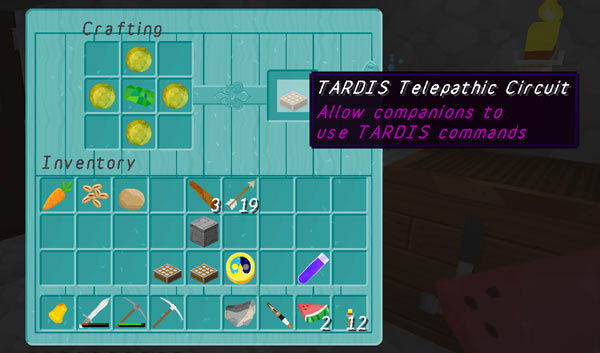 Crafting
TARDIS Telepathic Circuit
Allow companions to
use TARDIS commands
Inventory
3 19
2 12